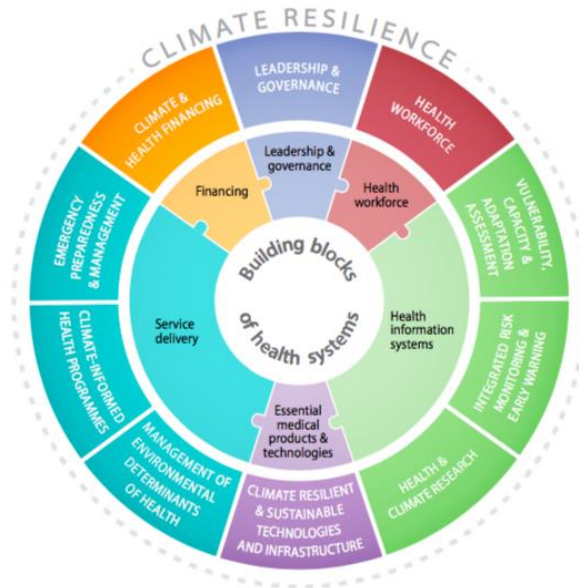 CLIMATE RESILIENCE
LEADERSHIP &
GOVERNANCE
HEALTH
WORKFORCE
VULNERABILITY,
CAPACITY &
ADAPTATION
ASSESSMENT
INTEGRATED RISK
MONITORING &
EARLY WARNING
HEALTH &
CLIMATE RESEARCH
CLIMATE RESILIENT
& SUSTAINABLE
TECHNOLOGIES
AND INFRASTRUCTURE
MANAGEMENT OF
ENVIRONMENTAL
DETERMINANTS
OF HEALTH
CLIMATE-INFORMED
HEALTH PROGRAMMES
EMERGENCY
PREPAREDNESS
& MANAGEMENT
CLIMATE &
HEALTH FINANCING
Leadership &
governance
Health
workforce
Health
information
systems
Essential
medical
products &
technologies
Service
delivery
Financing
Building blocks
of health systems